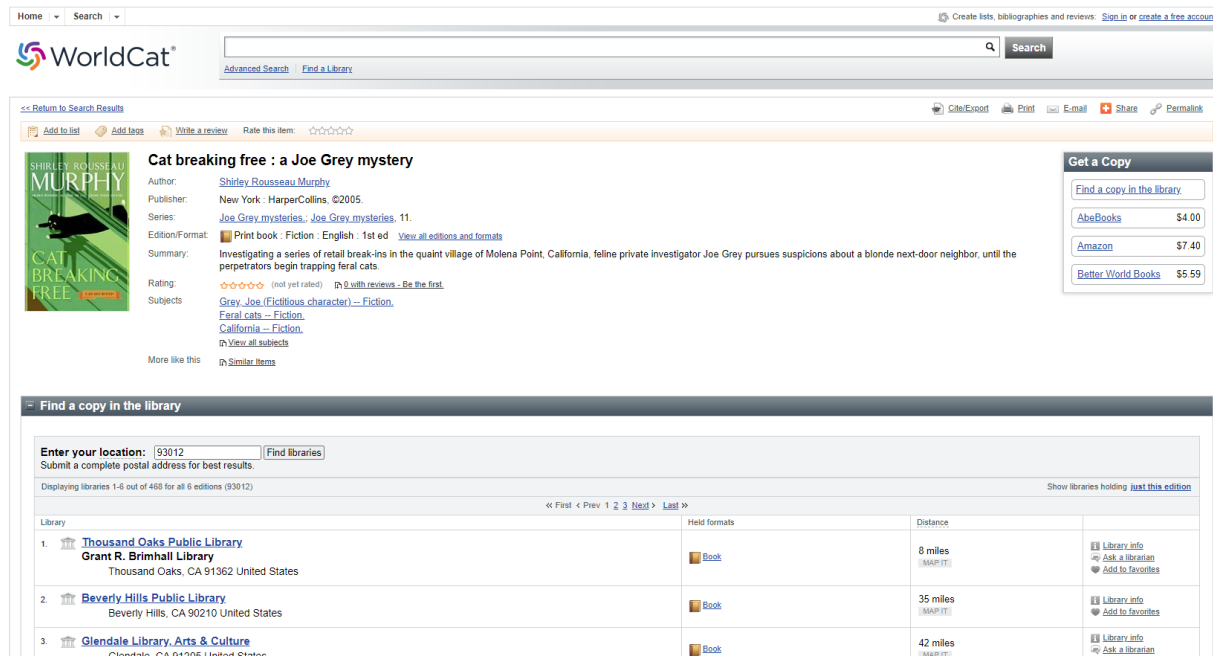 Home Search
Create lists, bibliographies and reviews: Sign in or create a free accoun
WorldCat®
Search
Advanced Search Find a Library
<< Return to Search Results
Cite/Export Print E-mail Share Permalink
Add to list Add tags Write a review Rate this item:
SHIRLEY ROUSSEAU
MURPHY
CAT
BREAKING
FREE
Cat breaking free : a Joe Grey mystery
Author: Shirley Rousseau Murphy
Publisher: New York : HarperCollins, ©2005.
Series: Joe Grey mysteries.; Joe Grey mysteries, 11.
Edition/Format: Print book : Fiction : English : 1st ed View all editions and formats
Summary: Investigating a series of retail break-ins in the quaint village of Molena Point, California, feline private investigator Joe Grey pursues suspicions about a blonde next-door neighbor, until the
perpetrators begin trapping feral cats.
Rating: (not yet rated) 0 with reviews - Be the first.
Subjects Grey, Joe (Fictitious character) -- Fiction.
Feral cats -- Fiction.
California -- Fiction.
View all subjects
More like this Similar Items
Get a Copy
Find a copy in the library
AbeBooks $4.00
Amazon $7.40
Better World Books $5.59
Find a copy in the library
Enter your location: 93012 Find libraries
Submit a complete postal address for best results.
Displaying libraries 1-6 out of 468 for all 6 editions (93012) Show libraries holding just this edition
« First < Prev 1 2 3 Next > Last »
Library Held formats Distance
1. Thousand Oaks Public Library
Grant R. Brimhall Library
Thousand Oaks, CA 91362 United States
Book
8 miles
MAP IT
Library info
Ask a librarian
Add to favorites
2. Beverly Hills Public Library
Beverly Hills, CA 90210 United States
Book
35 miles
MAP IT
Library info
Add to favorites
3. Glendale Library, Arts & Culture
Glendale, CA 91205 United States
Book
42 miles
MAP IT
Library info
Ask a librarian